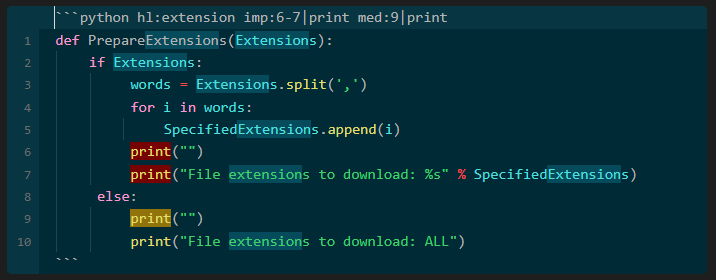 ```python hl:extension imp:6-7|print med:9|print
1 def PrepareExtensions(Extensions):
2     if Extensions:
3         words = Extensions.split(',')
4         for i in words:
5             SpecifiedExtensions.append(i)
6         print("")
7         print("File extensions to download: %s" % SpecifiedExtensions)
8     else:
9         print("")
10         print("File extensions to download: ALL")
```